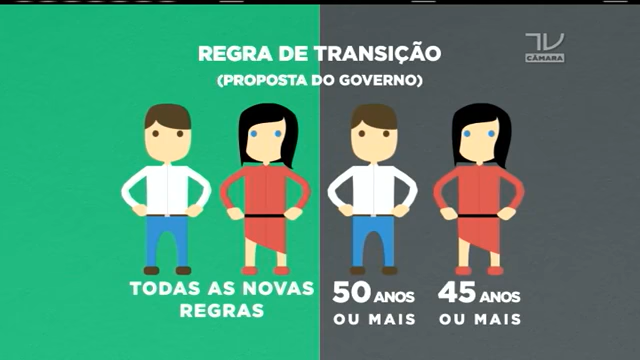 REGRA DE TRANSIÇÃO
(PROPOSTA DO GOVERNO)
TV
CÂMARA
TODAS AS NOVAS
REGRAS
50 ANOS
OU MAIS
45 ANOS
OU MAIS